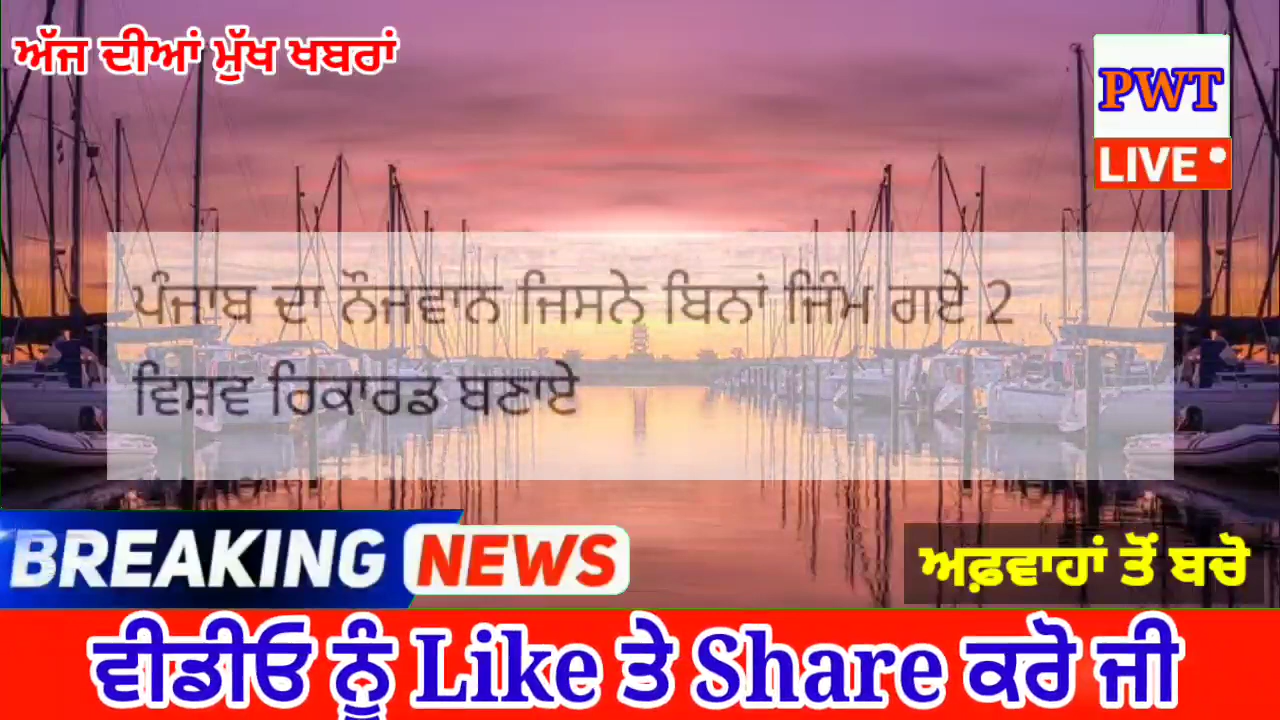 ਅੱਜ ਦੀਆਂ ਮੁੱਖ ਖਬਰਾਂ
PWT
LIVE
ਪੰਜਾਬ ਦਾ ਨੌਜਵਾਨ ਜਿਸਨੇ ਬਿਨਾਂ ਜਿੰਮ ਗਏ 2
ਵਿਸ਼ਵ ਰਿਕਾਰਡ ਬਣਾਏ
BREAKING NEWS
ਅਫ਼ਵਾਹਾਂ ਤੋਂ ਬਚੋ
ਵੀਡੀਓ ਨੂੰ Like ਤੇ Share ਕਰੋ ਜੀ